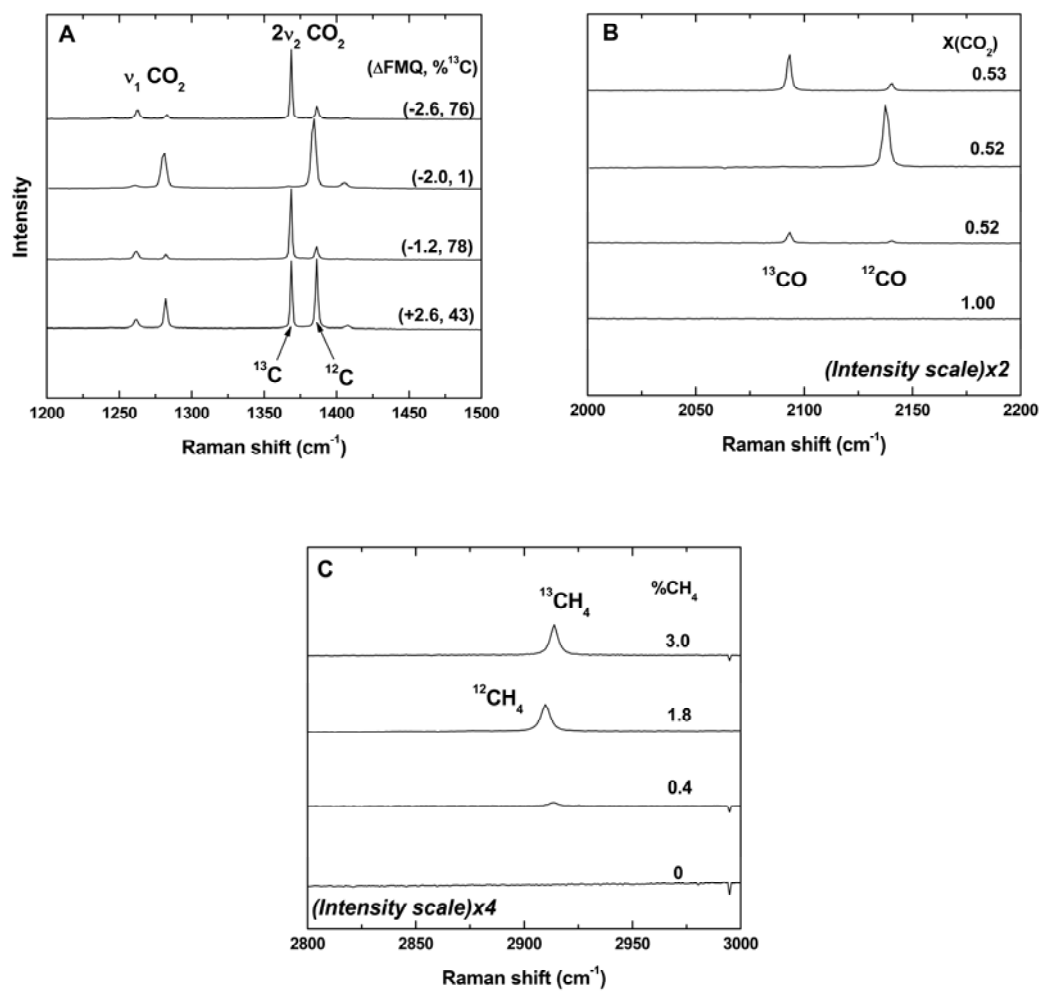 A
2ν₂ CO₂
ν₁ CO₂
(ΔFMQ, %¹³C)
(-2.6, 76)
(-2.0, 1)
(-1.2, 78)
(+2.6, 43)
¹³C
¹²C
Intensity
1200 1250 1300 1350 1400 1450 1500
Raman shift (cm⁻¹)
B
X(CO₂)
0.53
0.52
0.52
¹³CO
¹²CO
1.00
(Intensity scale)x2
2000 2050 2100 2150 2200
Raman shift (cm⁻¹)
C
¹³CH₄
%CH₄
3.0
¹²CH₄
1.8
0.4
0
(Intensity scale)x4
2800 2850 2900 2950 3000
Raman shift (cm⁻¹)